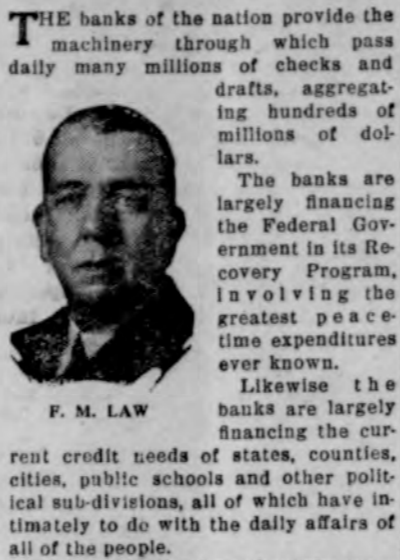 THE banks of the nation provide the
machinery through which pass
daily many millions of checks and
drafts, aggregat-
ing hundreds of
millions of dol-
lars.
The banks are
largely financing
the Federal Gov-
ernment in its Re-
covery Program,
involving the
greatest peace-
time expenditures
ever known.
Likewise the
banks are largely
financing the cur-
F. M. LAW
rent credit needs of states, counties,
cities, public schools and other polit-
ical sub-divisions, all of which have in-
timately to do with the daily affairs of
all of the people.